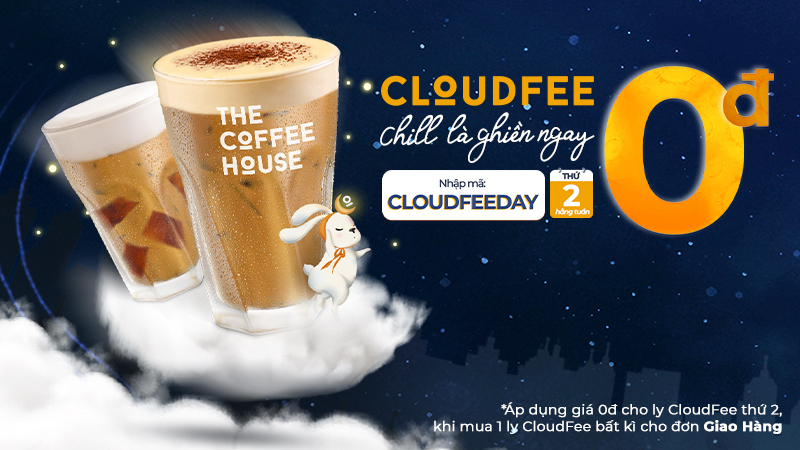 THE
COFFEE
HOUSE
CLOUDFEE
chill là ghiền ngay
Nhập mã:
CLOUDFEEDAY
THỨ
2
hằng tuần
0đ
*Áp dụng giá 0đ cho ly CloudFee thứ 2,
khi mua 1 ly CloudFee bất kì cho đơn Giao Hàng